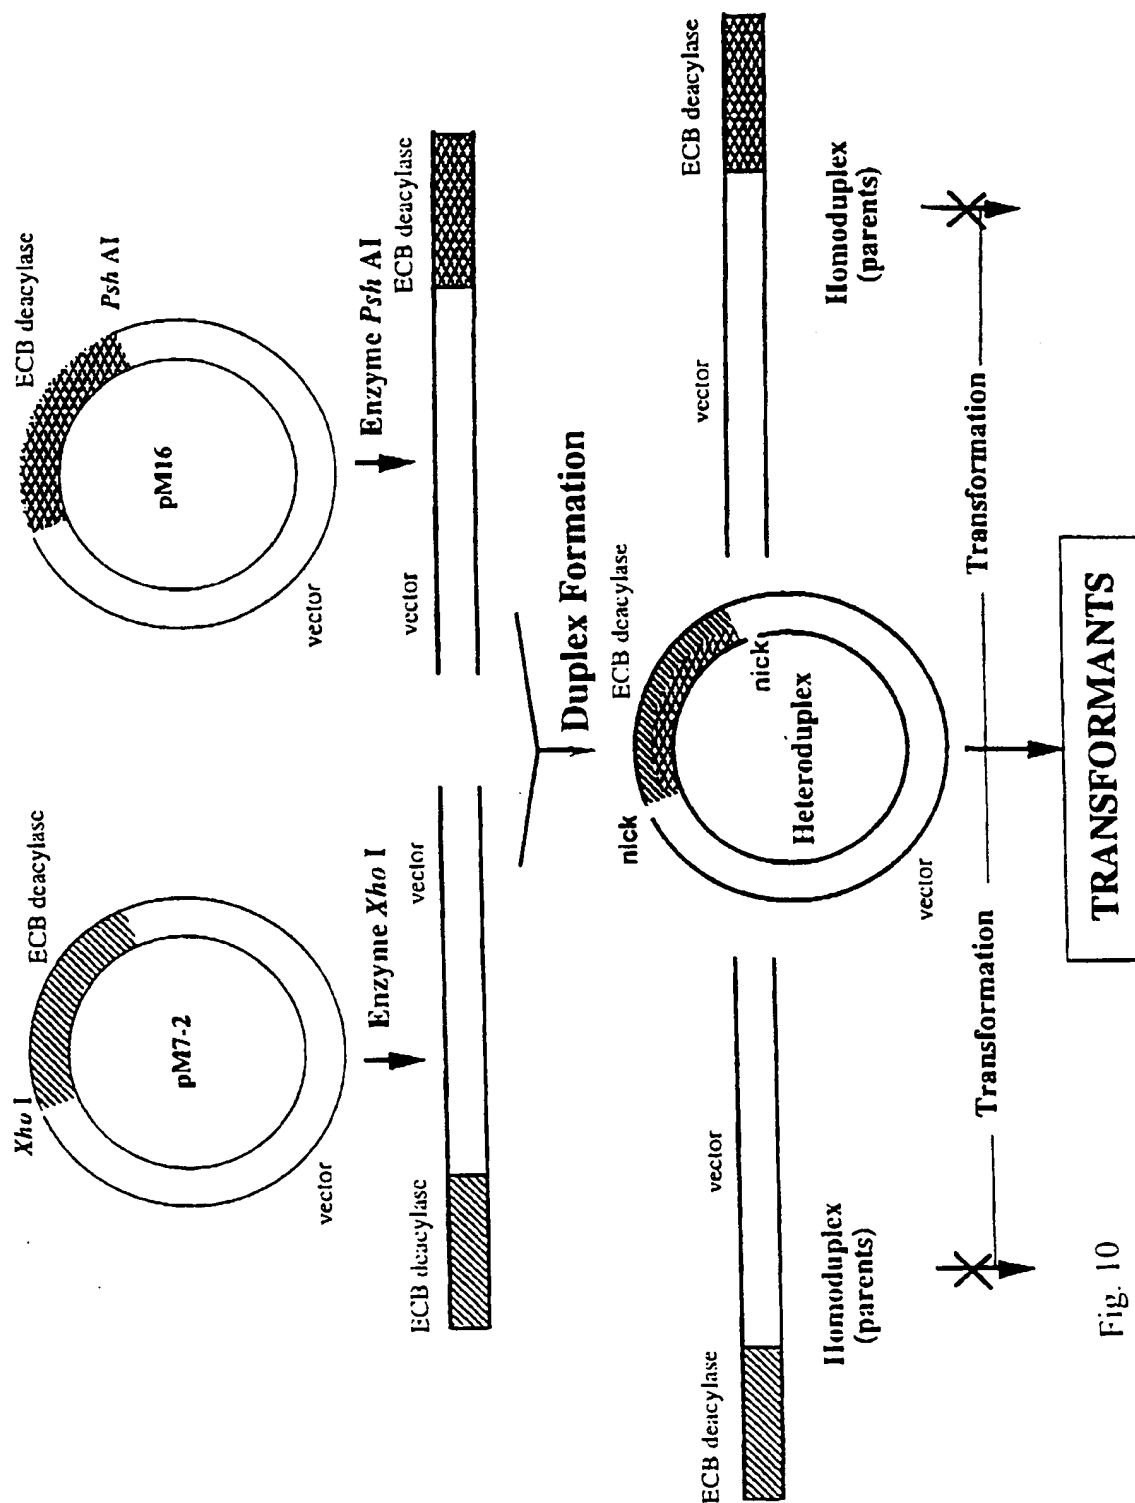 Xho I
ECB deacylase
pM7-2
vector
ECB deacylase
Psh AI
pM16
vector
Enzyme Xho I
Enzyme Psh AI
ECB deacylase
vector
vector
ECB deacylase
Duplex Formation
ECB deacylase
vector
Homoduplex
(parents)
nick
ECB deacylase
nick
Heteroduplex
vector
vector
ECB deacylase
Homoduplex
(parents)
Transformation
Transformation
TRANSFORMANTS
Fig. 10